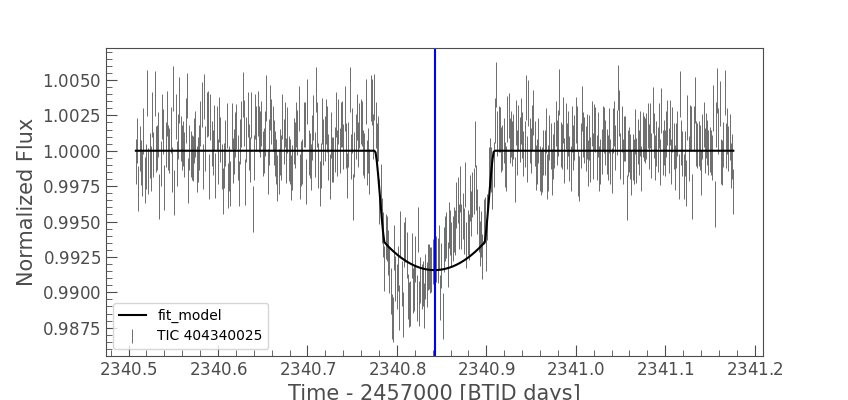 1.0050
1.0025
1.0000
0.9975
0.9950
0.9925
0.9900
0.9875
Normalized Flux
fit_model
TIC 404340025
2340.5 2340.6 2340.7 2340.8 2340.9 2341.0 2341.1 2341.2
Time - 2457000 [BTJD days]